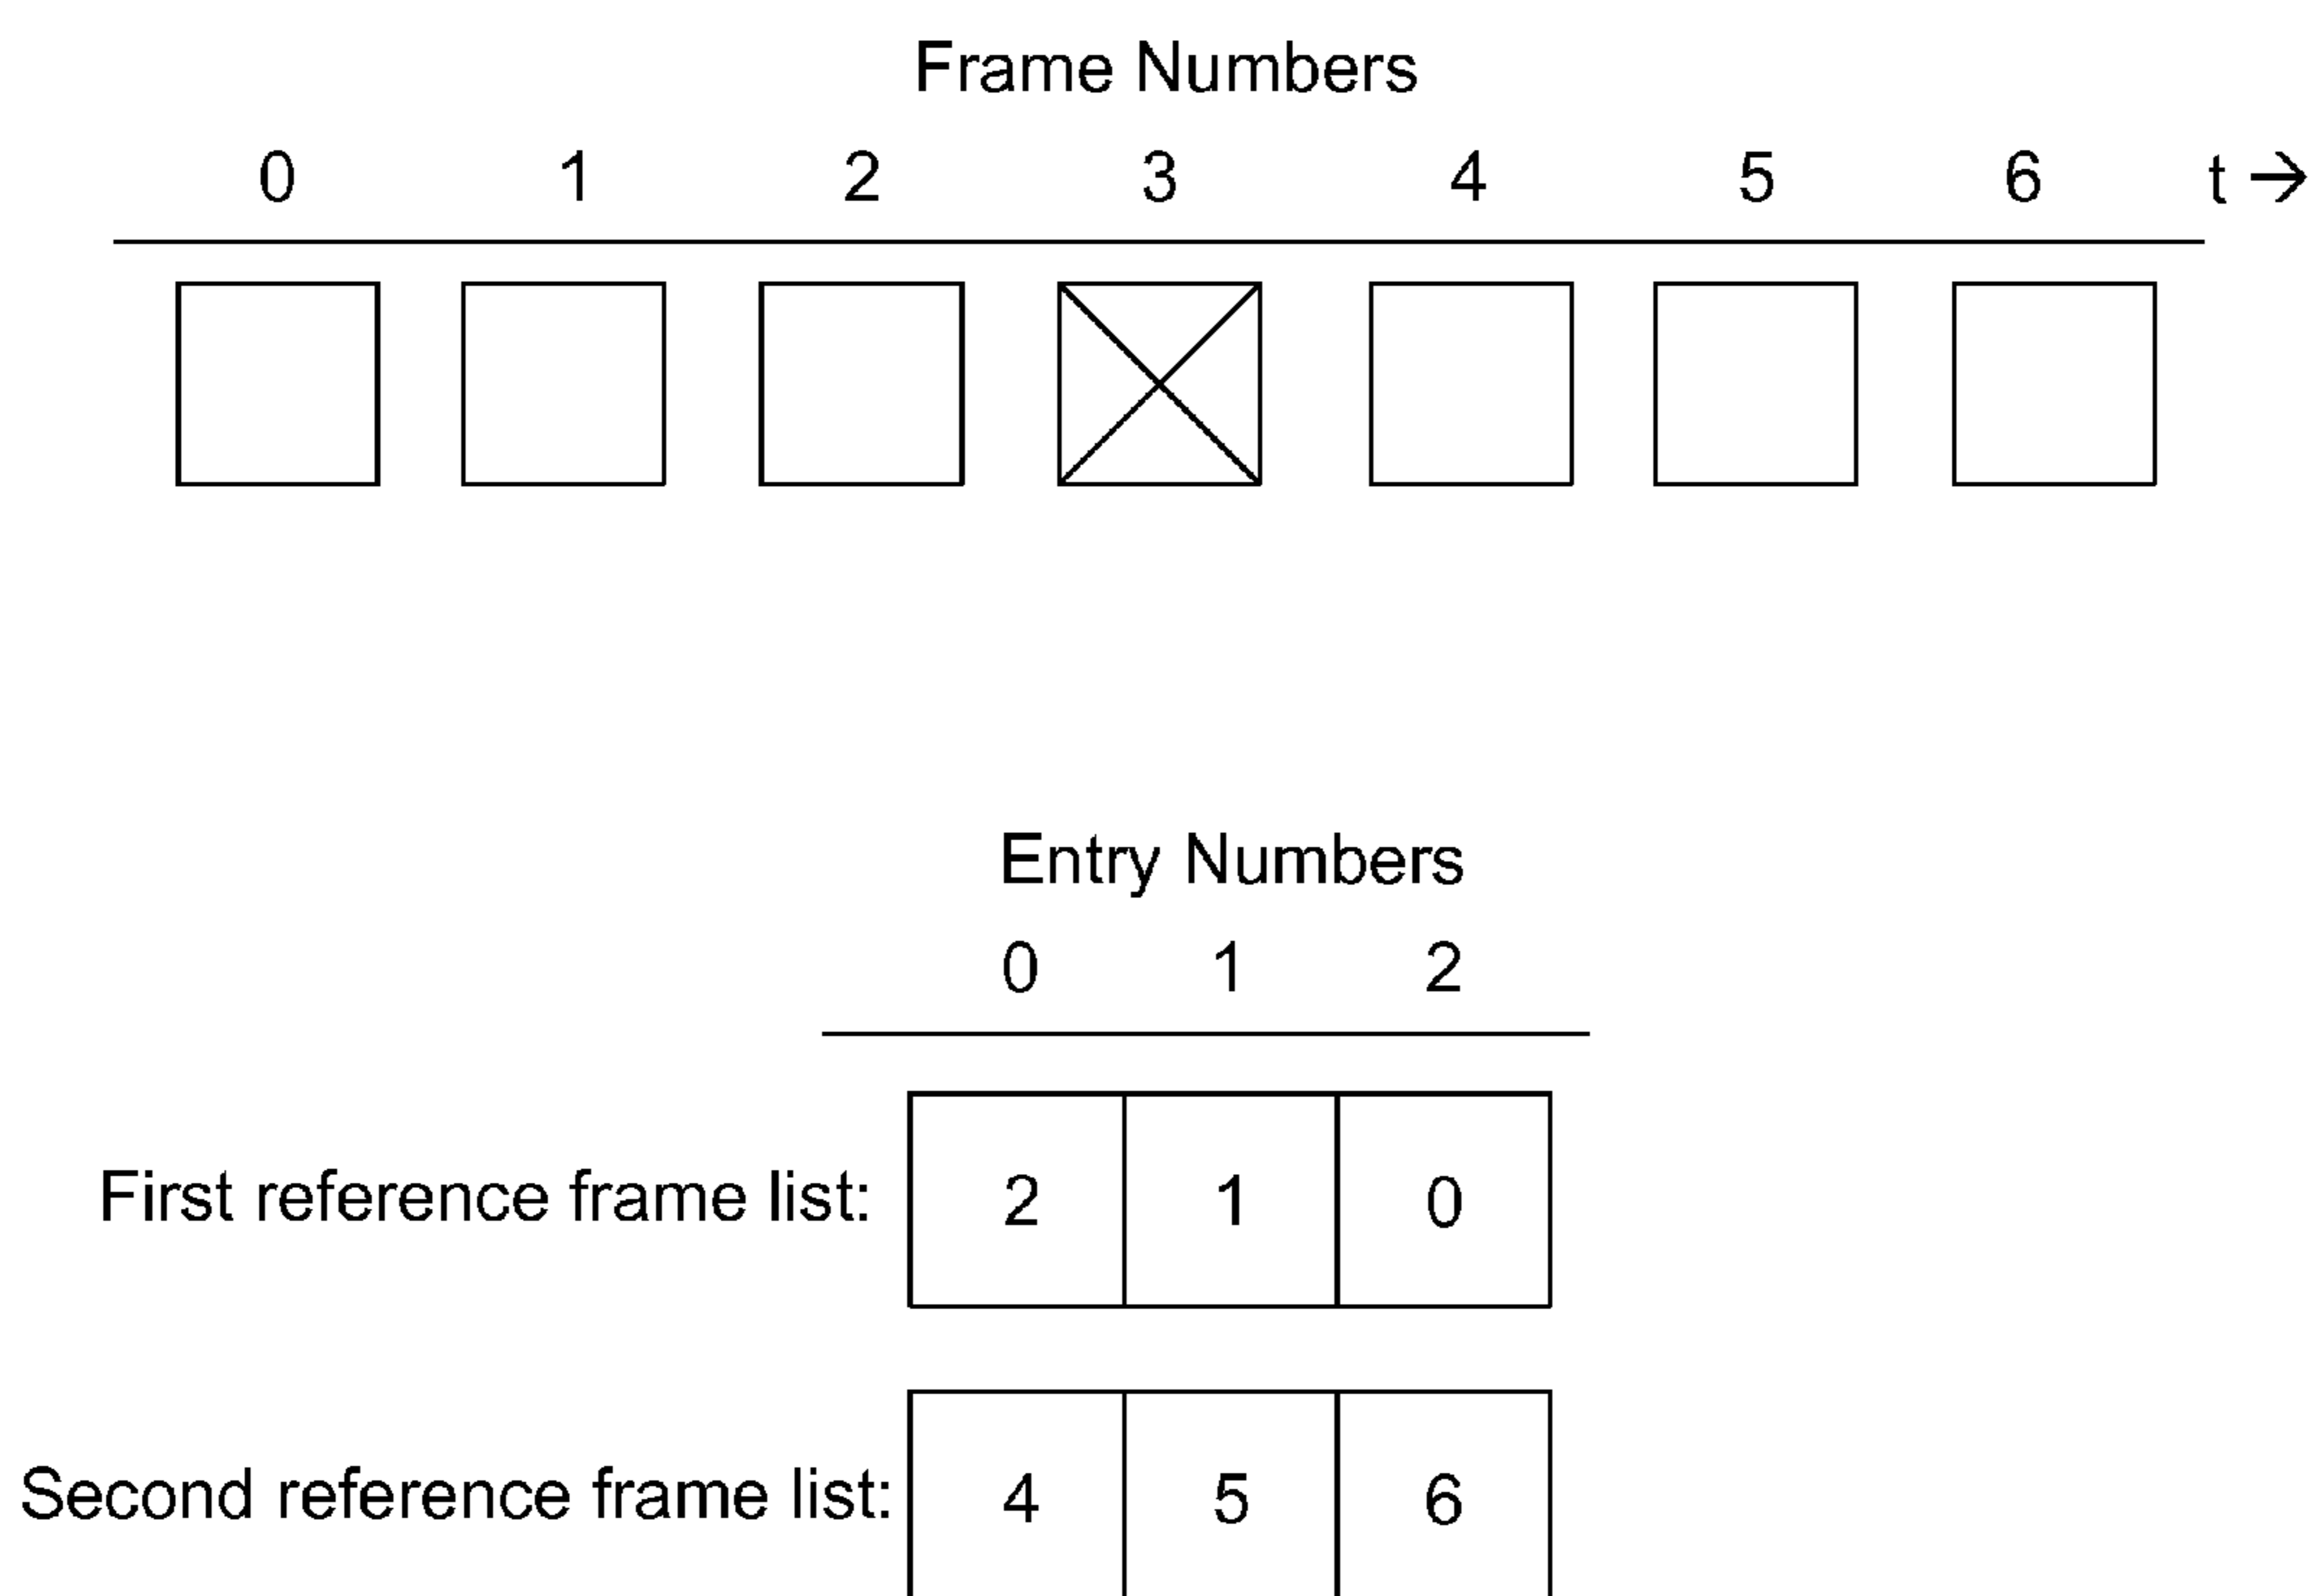 Frame Numbers
0 1 2 3 4 5 6 t →
Entry Numbers
0 1 2
First reference frame list: 2 1 0
Second reference frame list: 4 5 6